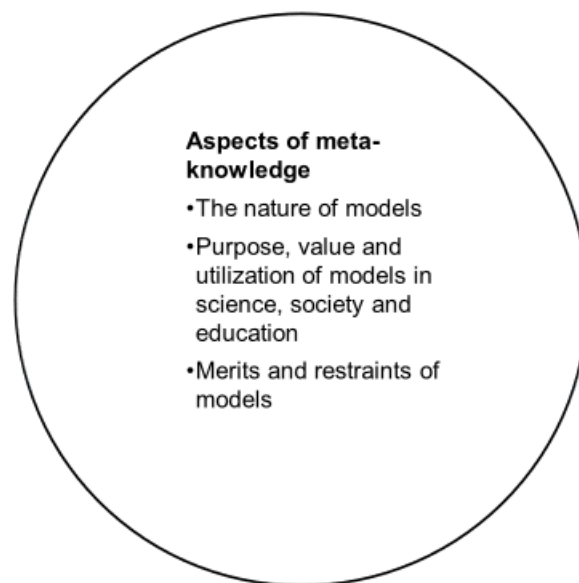 Aspects of meta-
knowledge
•The nature of models
•Purpose, value and
utilization of models in
science, society and
education
•Merits and restraints of
models